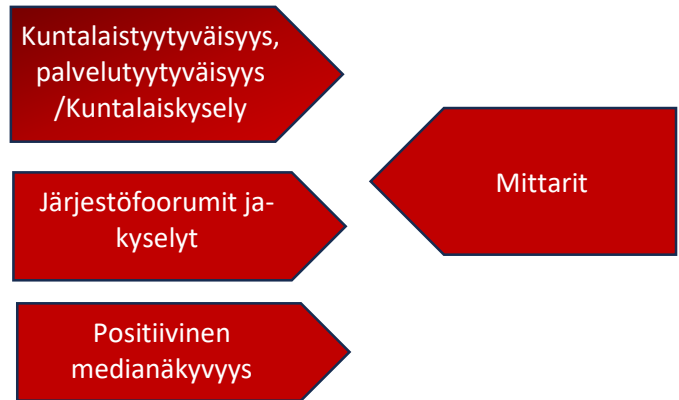 Kuntalaistyytyväisyys,
palvelutyytyväisyys
/Kuntalaiskysely
Mittarit
Järjestöfoorumit ja-
kyselyt
Positiivinen
medianäkyvyys